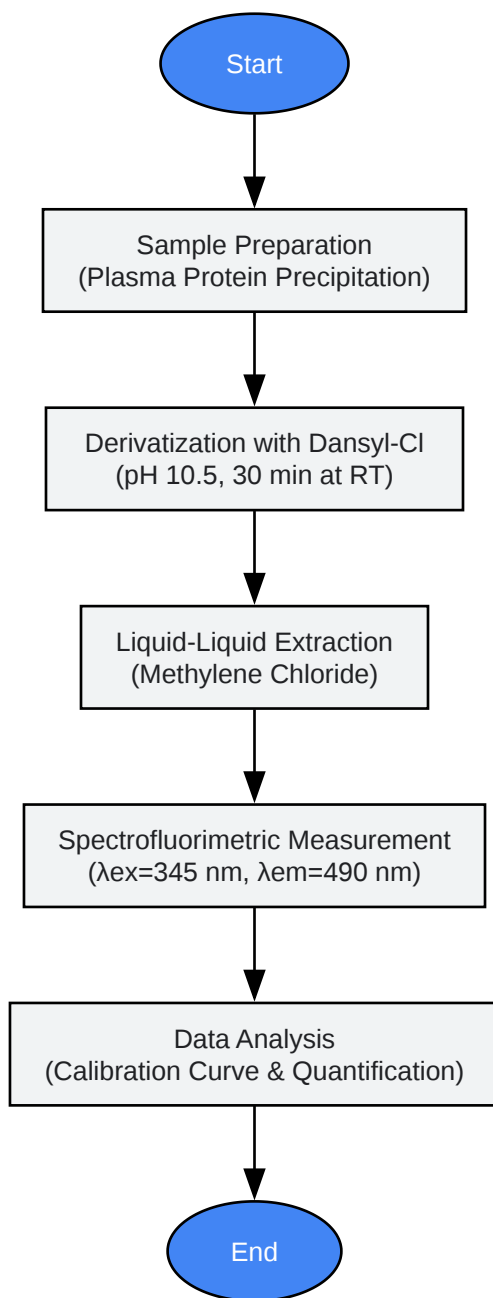 Start
Sample Preparation
(Plasma Protein Precipitation)
Derivatization with Dansyl-Cl
(pH 10.5, 30 min at RT)
Liquid-Liquid Extraction
(Methylene Chloride)
Spectrofluorimetric Measurement
(λex=345 nm, λem=490 nm)
Data Analysis
(Calibration Curve & Quantification)
End